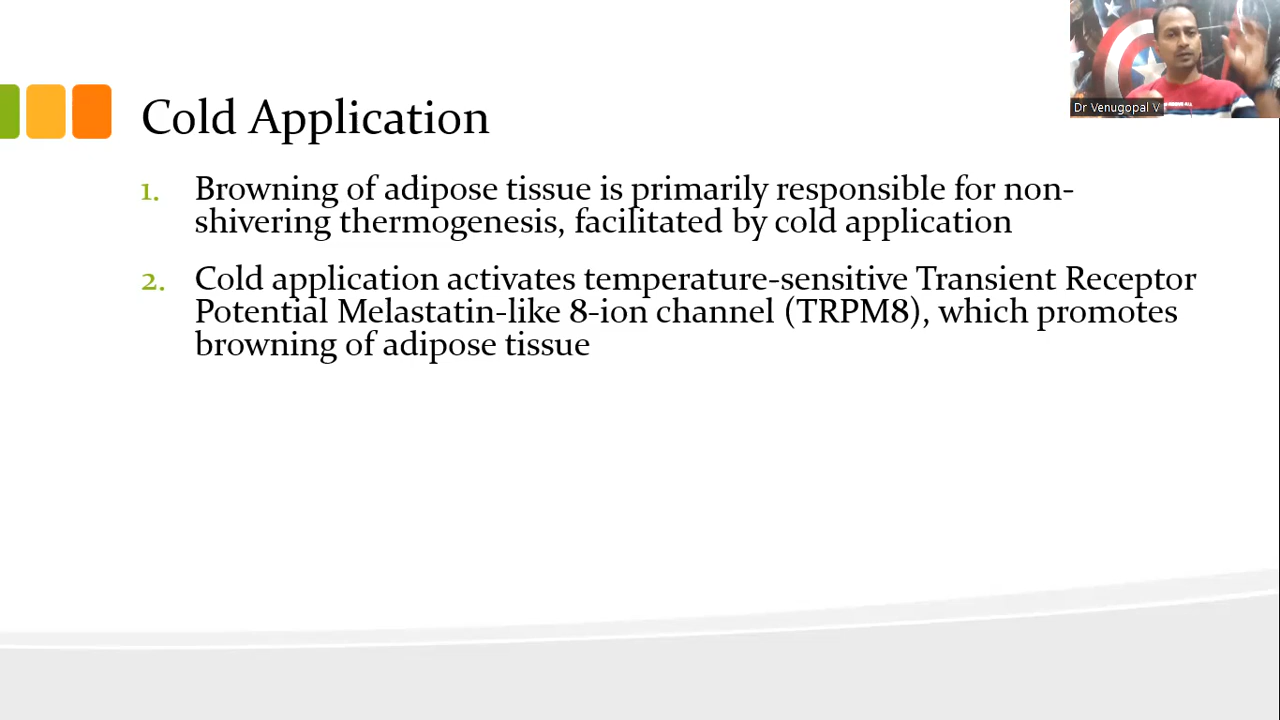 Dr Venugopal V
Cold Application
1. Browning of adipose tissue is primarily responsible for non-
shivering thermogenesis, facilitated by cold application
2. Cold application activates temperature-sensitive Transient Receptor
Potential Melastatin-like 8-ion channel (TRPM8), which promotes
browning of adipose tissue